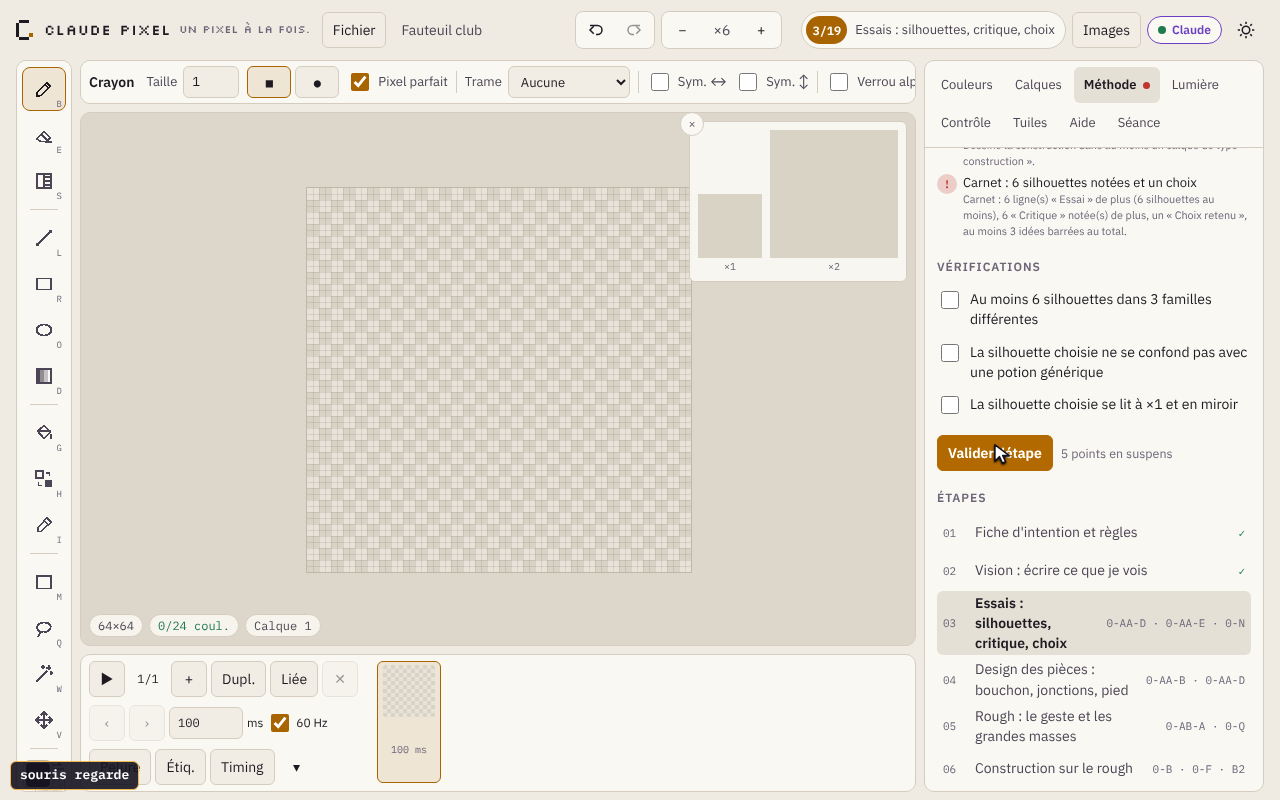 CLAUDE PIXEL UN PIXEL À LA FOIS. Fichier Fauteuil club − ×6 + 3/19 Essais : silhouettes, critique, choix Images Claude
Crayon Taille 1 Pixel parfait Trame Aucune Sym. Sym. Verrou alp
Couleurs Calques Méthode Lumière
Contrôle Tuiles Aide Séance
B
E
S
L
R
O
D
G
H
I
M
Q
W
V
×
×1 ×2
64×64 0/24 coul. Calque 1
construction ».
! Carnet : 6 silhouettes notées et un choix
Carnet : 6 ligne(s) « Essai » de plus (6 silhouettes au
moins), 6 « Critique » notée(s) de plus, un « Choix retenu »,
au moins 3 idées barrées au total.
VÉRIFICATIONS
Au moins 6 silhouettes dans 3 familles
différentes
La silhouette choisie ne se confond pas avec
une potion générique
La silhouette choisie se lit à ×1 et en miroir
Valider l'étape 5 points en suspens
ÉTAPES
01 Fiche d'intention et règles ✓
02 Vision : écrire ce que je vois ✓
03 Essais :
silhouettes,
critique, choix 0-AA-D · 0-AA-E · 0-N
04 Design des pièces :
bouchon, jonctions, pied 0-AA-B · 0-AA-D
05 Rough : le geste et les
grandes masses 0-AB-A · 0-Q
06 Construction sur le rough 0-B · 0-F · B2
1/1 + Dupl. Liée ×
‹ › 100 ms 60 Hz
Étiq. Timing ▼
100 ms
souris regarde